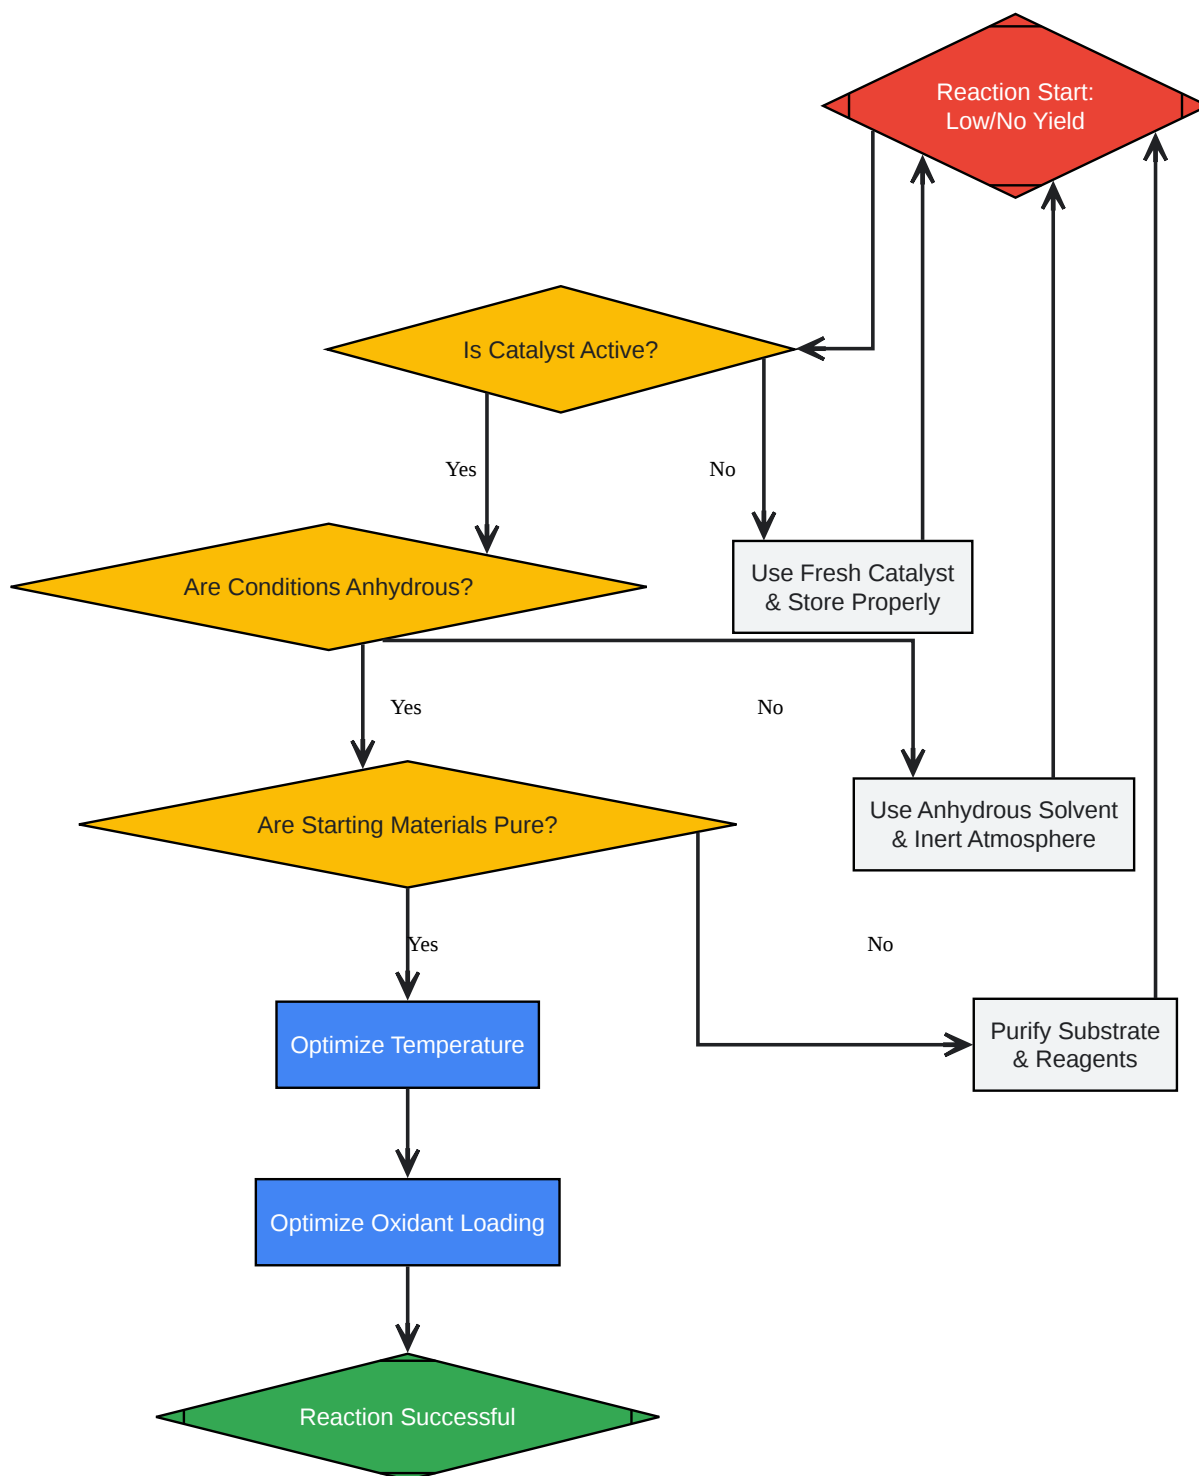 Reaction Start:
Low/No Yield
Is Catalyst Active?
Yes
No
Are Conditions Anhydrous?
Use Fresh Catalyst
& Store Properly
Yes
No
Are Starting Materials Pure?
Use Anhydrous Solvent
& Inert Atmosphere
Yes
No
Optimize Temperature
Purify Substrate
& Reagents
Optimize Oxidant Loading
Reaction Successful